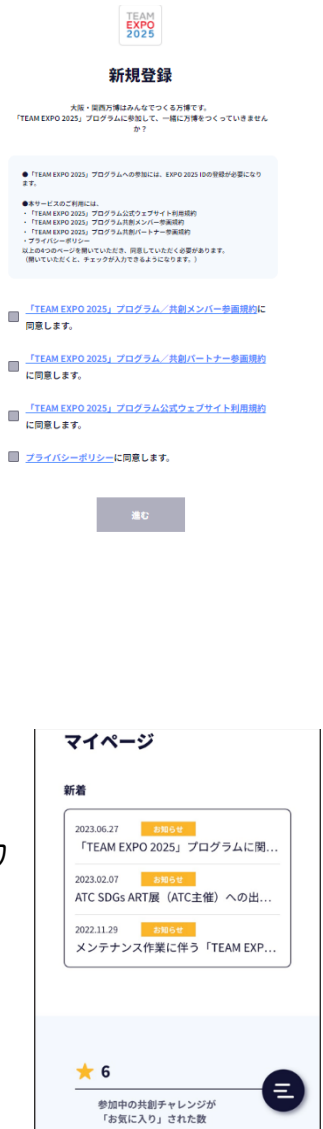 TEAM
EXPO
2025
新規登録
大阪・関西万博はみんなでつくる万博です。
「TEAM EXPO 2025」プログラムに参加して、一緒に万博をつくっていきません
か？
●「TEAM EXPO 2025」プログラムへの参加には、EXPO 2025 IDの登録が必要になり
ます。
●本サービスのご利用には、
・「TEAM EXPO 2025」プログラム公式ウェブサイト利用規約
・「TEAM EXPO 2025」プログラム共創メンバー参画規約
・「TEAM EXPO 2025」プログラム共創パートナー参画規約
・プライバシーポリシー
以上の4つのページを開いていただき、同意していただく必要があります。
（開いていただくと、チェックが入力できるようになります。）
「TEAM EXPO 2025」プログラム／共創メンバー参画規約に
同意します。
「TEAM EXPO 2025」プログラム／共創パートナー参画規約
に同意します。
「TEAM EXPO 2025」プログラム公式ウェブサイト利用規約
に同意します。
プライバシーポリシーに同意します。
進む
マイページ
新着
2023.06.27 お知らせ
「TEAM EXPO 2025」プログラムに関...
2023.02.07 お知らせ
ATC SDGs ART展（ATC主催）への出...
2022.11.29 お知らせ
メンテナンス作業に伴う「TEAM EXP...
6
参加中の共創チャレンジが
「お気に入り」された数